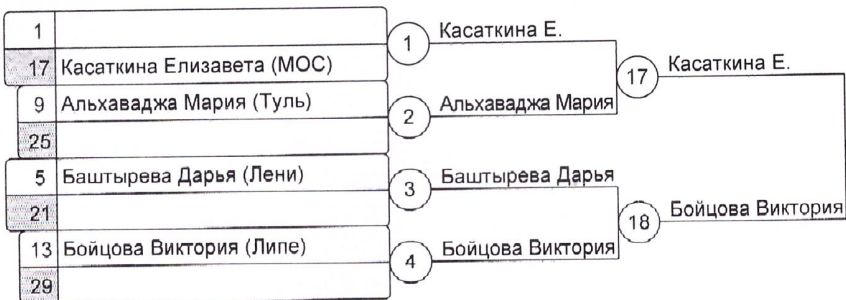 1
17 Касаткина Елизавета (МОС)
9 Альхаваджа Мария (Туль)
25
5 Баштырева Дарья (Лени)
21
13 Бойцова Виктория (Липе)
29
1 Касаткина Е.
2 Альхаваджа Мария
3 Баштырева Дарья
4 Бойцова Виктория
17 Касаткина Е.
18 Бойцова Виктория